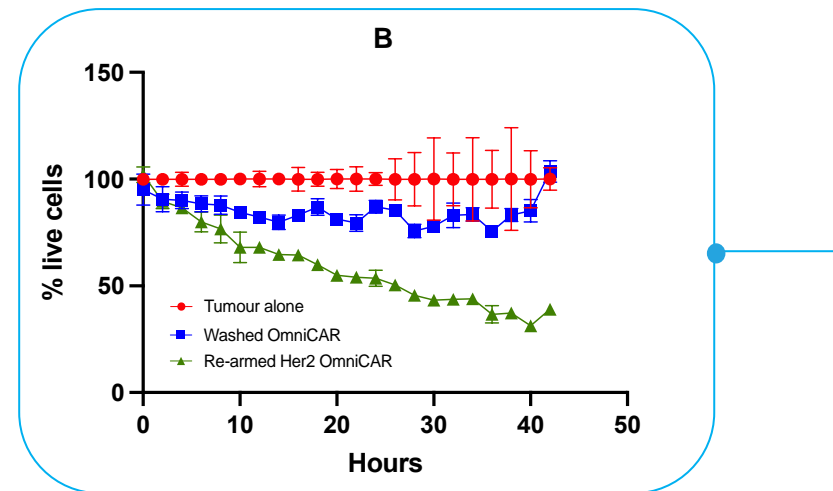 B
150
100
50
0
% live cells
Tumour alone
Washed OmniCAR
Re-armed Her2 OmniCAR
0 10 20 30 40 50
Hours